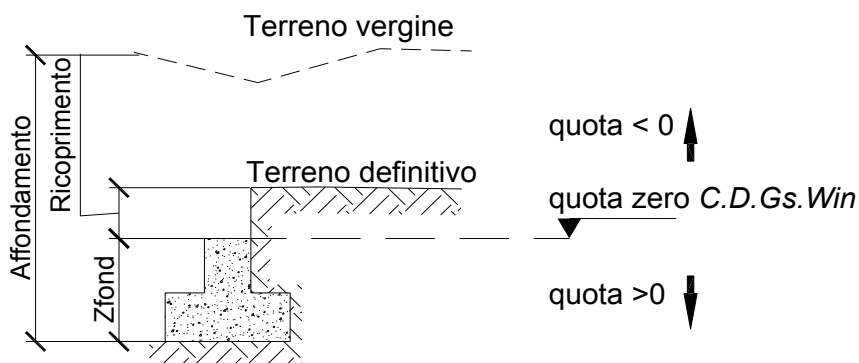 Terreno vergine
Affondamento
Ricoprimento
quota < 0
Terreno definitivo
quota zero C.D.Gs.Win
Zfond
quota >0